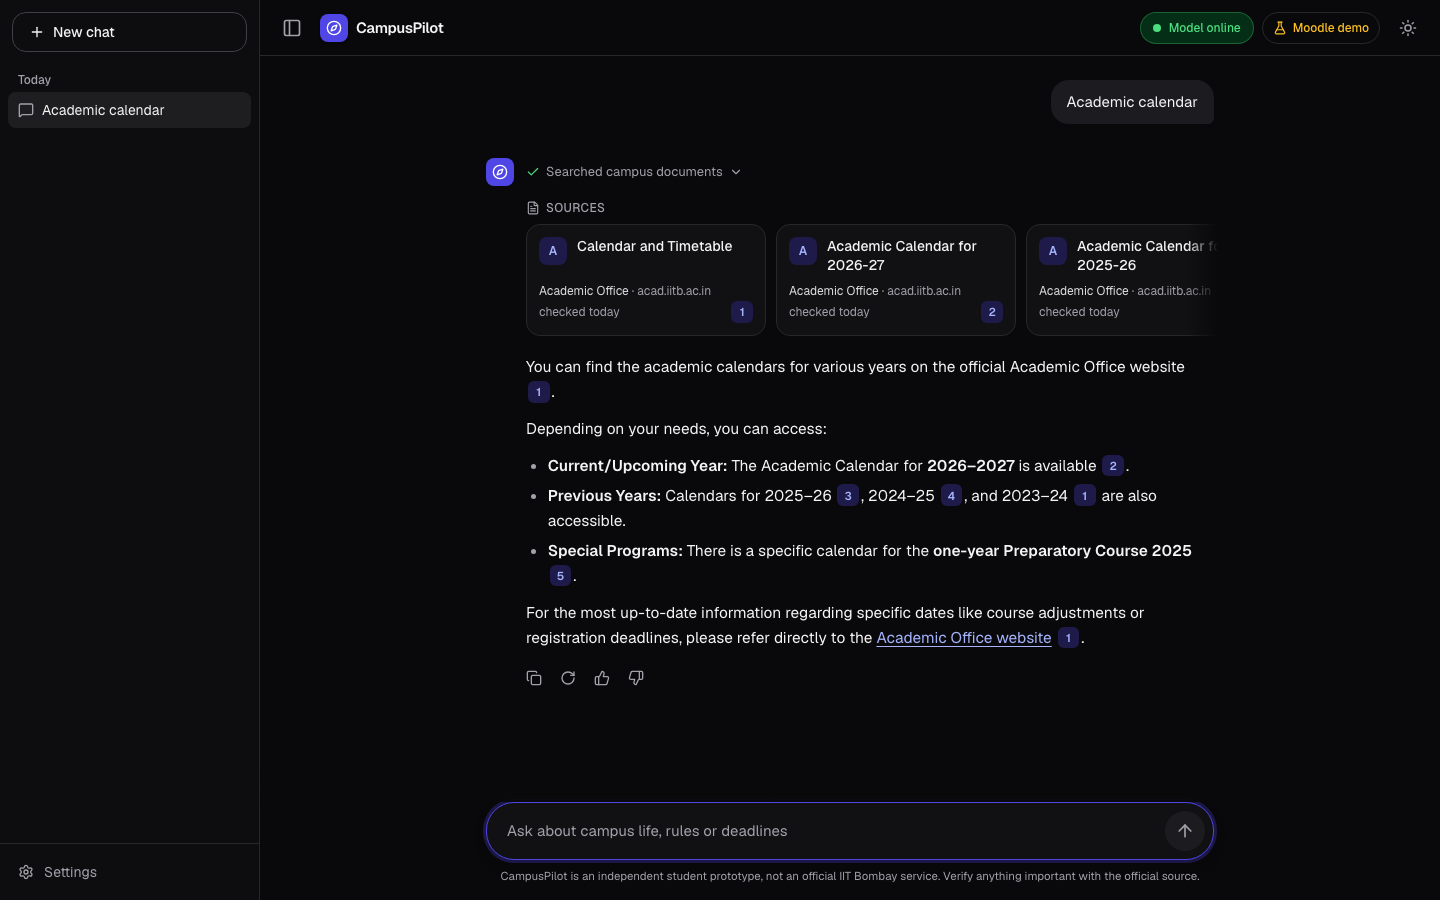 New chat
CampusPilot
Model online
Moodle demo
Today
Academic calendar
Academic calendar
Searched campus documents
SOURCES
A
Calendar and Timetable
Academic Office · acad.iitb.ac.in
checked today
1
A
Academic Calendar for
2026-27
Academic Office · acad.iitb.ac.in
checked today
2
A
Academic Calendar
2025-26
Academic Office · acad.iitb.ac.in
checked today
You can find the academic calendars for various years on the official Academic Office website
1.
Depending on your needs, you can access:
• Current/Upcoming Year: The Academic Calendar for 2026–2027 is available 2.
• Previous Years: Calendars for 2025–26 3, 2024–25 4, and 2023–24 1 are also
accessible.
• Special Programs: There is a specific calendar for the one-year Preparatory Course 2025
5.
For the most up-to-date information regarding specific dates like course adjustments or
registration deadlines, please refer directly to the Academic Office website 1.
Ask about campus life, rules or deadlines
CampusPilot is an independent student prototype, not an official IIT Bombay service. Verify anything important with the official source.
Settings